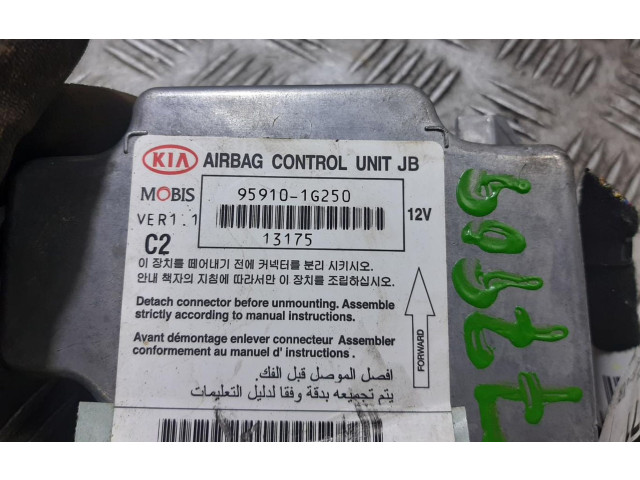 KIA AIRBAG CONTROL UNIT JB
MOBIS
95910-1G250
12V
VER1.1
13175
C2
이 장치를 떼어내기 전에 커넥터를 분리 시키시오.
안내 책자의 지침에 따라서만 이 장치를 조립하십시오.
Detach connector before unmounting. Assemble
strictly according to manual instructions.
Avant démontage enlever connecteur Assembler
conformement au manuel d' instructions .
افصل الموصل قبل الفك.
يتم تجميعه بدقة وفقا لدليل التعليمات
FORWARD